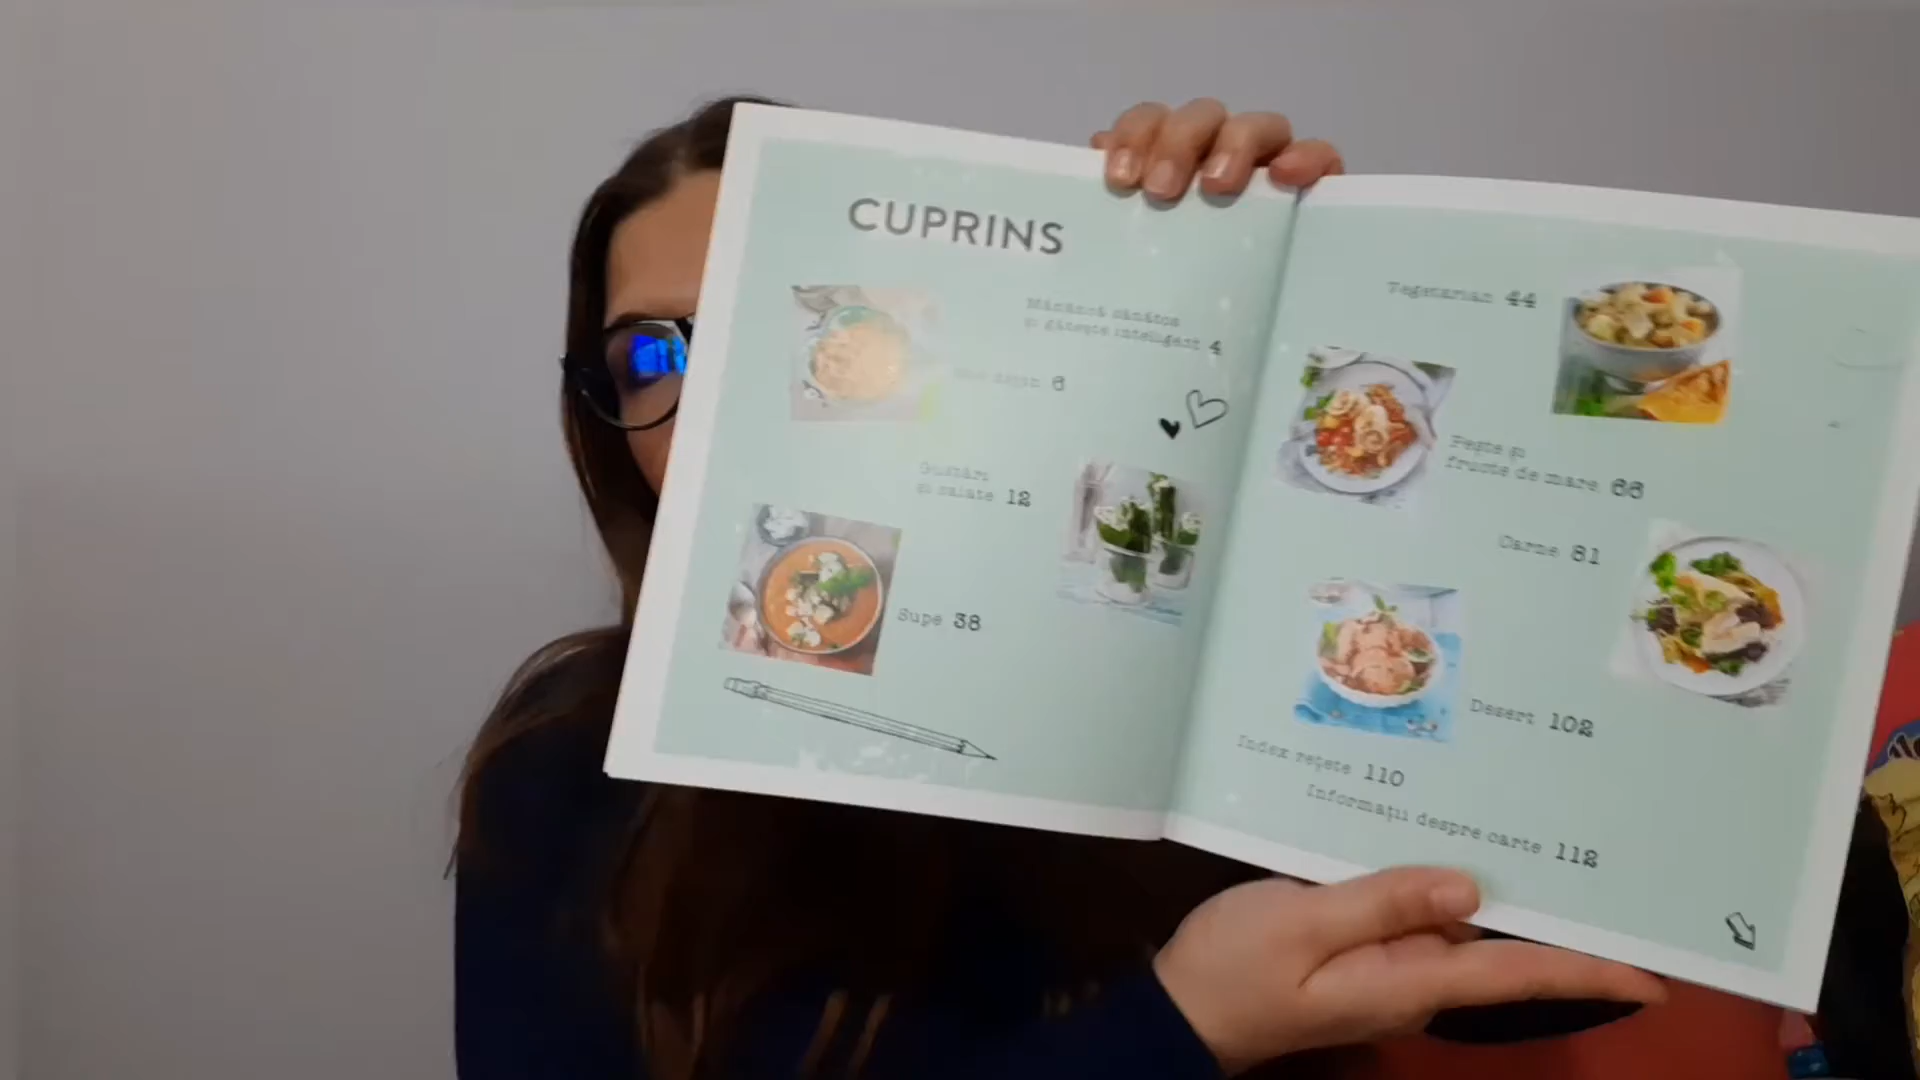 CUPRINS
Mănâncă sănătos
și gătește inteligent 4
6
Gustări
și salate 12
Supe 38
Vegetarian 44
Pește și
fructe de mare 66
Carne 81
Desert 102
Index rețete 110
Informații despre carte 112